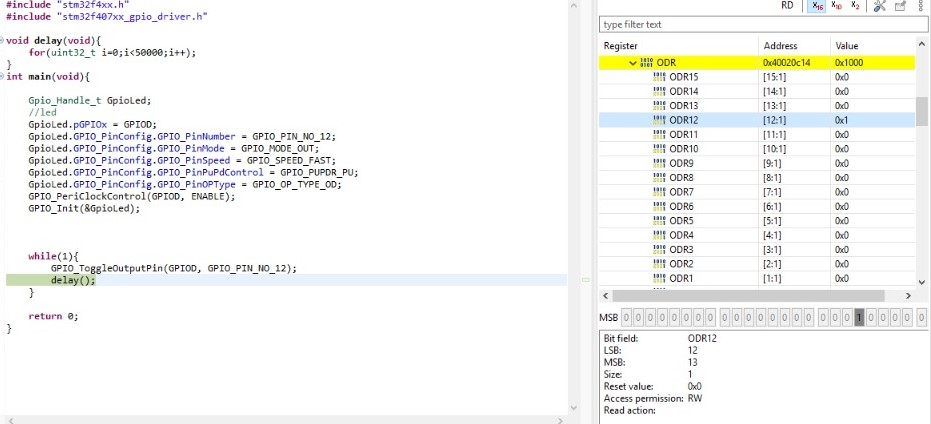 #include "stm32f4xx.h"
#include "stm32f407xx_gpio_driver.h"
void delay(void){
for(uint32_t i=0;i<50000;i++);
}
int main(void){
Gpio_Handle_t GpioLed;
//led
GpioLed.pGPIOx = GPIOD;
GpioLed.GPIO_PinConfig.GPIO_PinNumber = GPIO_PIN_NO_12;
GpioLed.GPIO_PinConfig.GPIO_PinMode = GPIO_MODE_OUT;
GpioLed.GPIO_PinConfig.GPIO_PinSpeed = GPIO_SPEED_FAST;
GpioLed.GPIO_PinConfig.GPIO_PinPuPdControl = GPIO_PUPDR_PU;
GpioLed.GPIO_PinConfig.GPIO_PinOPType = GPIO_OP_TYPE_OD;
GPIO_PeriClockControl(GPIOD, ENABLE);
GPIO_Init(&GpioLed);
while(1){
GPIO_ToggleOutputPin(GPIOD, GPIO_PIN_NO_12);
delay();
}
return 0;
}
RD X16 X10 X2
type filter text
Register Address Value
ODR 0x40020c14 0x1000
ODR15 [15:1] 0x0
ODR14 [14:1] 0x0
ODR13 [13:1] 0x0
ODR12 [12:1] 0x1
ODR11 [11:1] 0x0
ODR10 [10:1] 0x0
ODR9 [9:1] 0x0
ODR8 [8:1] 0x0
ODR7 [7:1] 0x0
ODR6 [6:1] 0x0
ODR5 [5:1] 0x0
ODR4 [4:1] 0x0
ODR3 [3:1] 0x0
ODR2 [2:1] 0x0
ODR1 [1:1] 0x0
MSB 0 0 0 0 0 0 0 0 0 0 0 0 0 0 0 0 0 0 0 1 0 0 0 0 0 0
Bit field: ODR12
LSB: 12
MSB: 13
Size: 1
Reset value: 0x0
Access permission: RW
Read action: